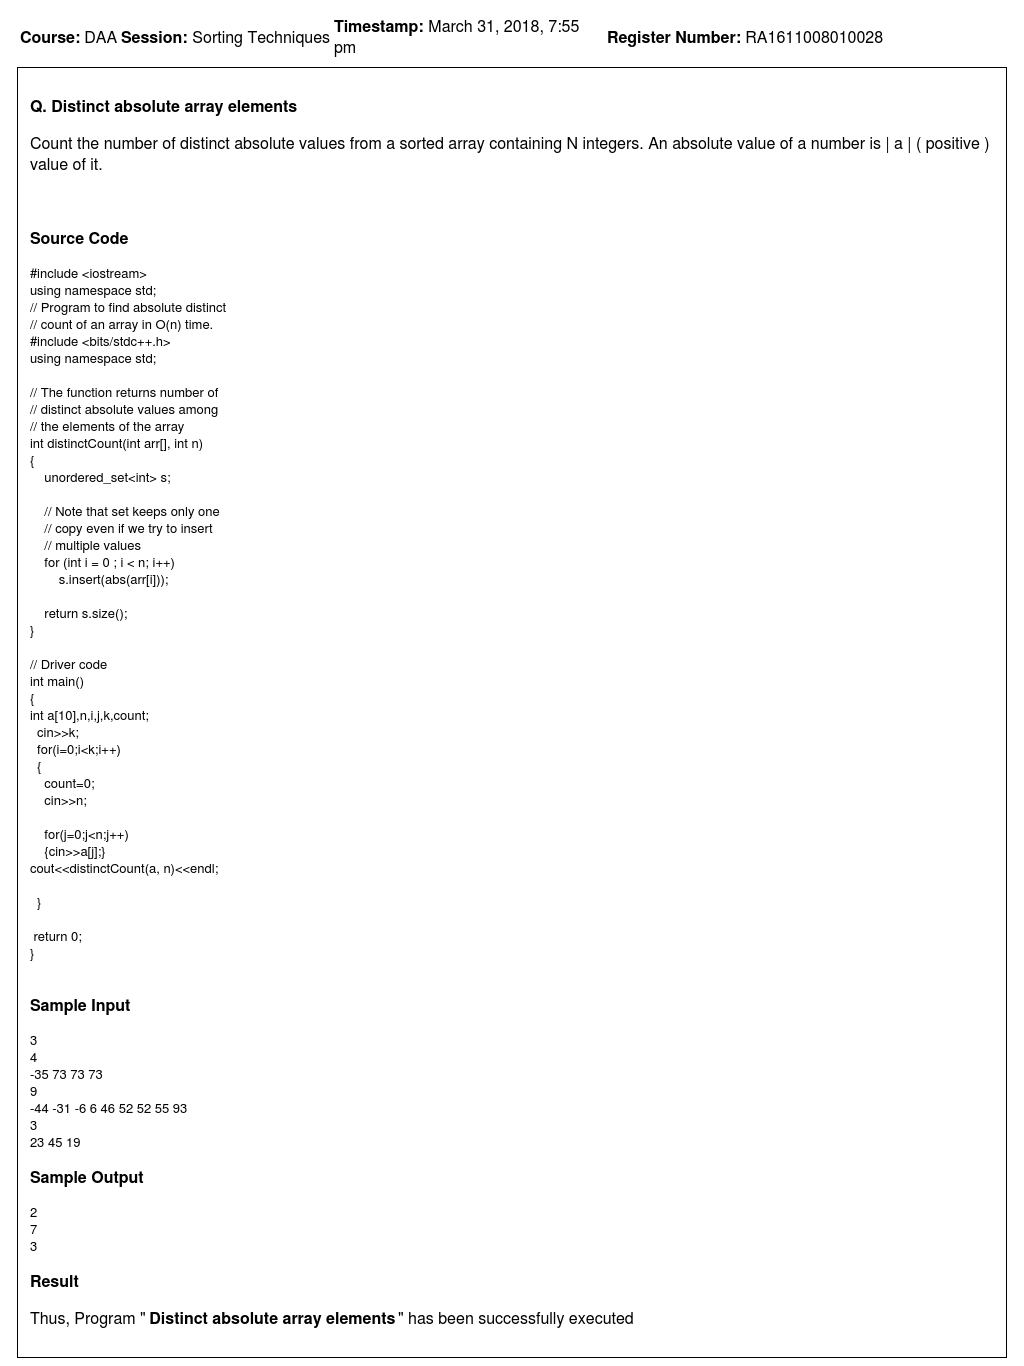 Course: DAA Session: Sorting Techniques Timestamp: March 31, 2018, 7:55 pm Register Number: RA1611008010028
Q. Distinct absolute array elements
Count the number of distinct absolute values from a sorted array containing N integers. An absolute value of a number is | a | ( positive )
value of it.
Source Code
#include <iostream>
using namespace std;
// Program to find absolute distinct
// count of an array in O(n) time.
#include <bits/stdc++.h>
using namespace std;
// The function returns number of
// distinct absolute values among
// the elements of the array
int distinctCount(int arr[], int n)
{
unordered_set<int> s;
// Note that set keeps only one
// copy even if we try to insert
// multiple values
for (int i = 0 ; i < n; i++)
s.insert(abs(arr[i]));
return s.size();
}
// Driver code
int main()
{
int a[10],n,i,j,k,count;
cin>>k;
for(i=0;i<k;i++)
{
count=0;
cin>>n;
for(j=0;j<n;j++)
{cin>>a[j];}
cout<<distinctCount(a, n)<<endl;
}
return 0;
}
Sample Input
3
4
-35 73 73 73
9
-44 -31 -6 6 46 52 52 55 93
3
23 45 19
Sample Output
2
7
3
Result
Thus, Program " Distinct absolute array elements " has been successfully executed